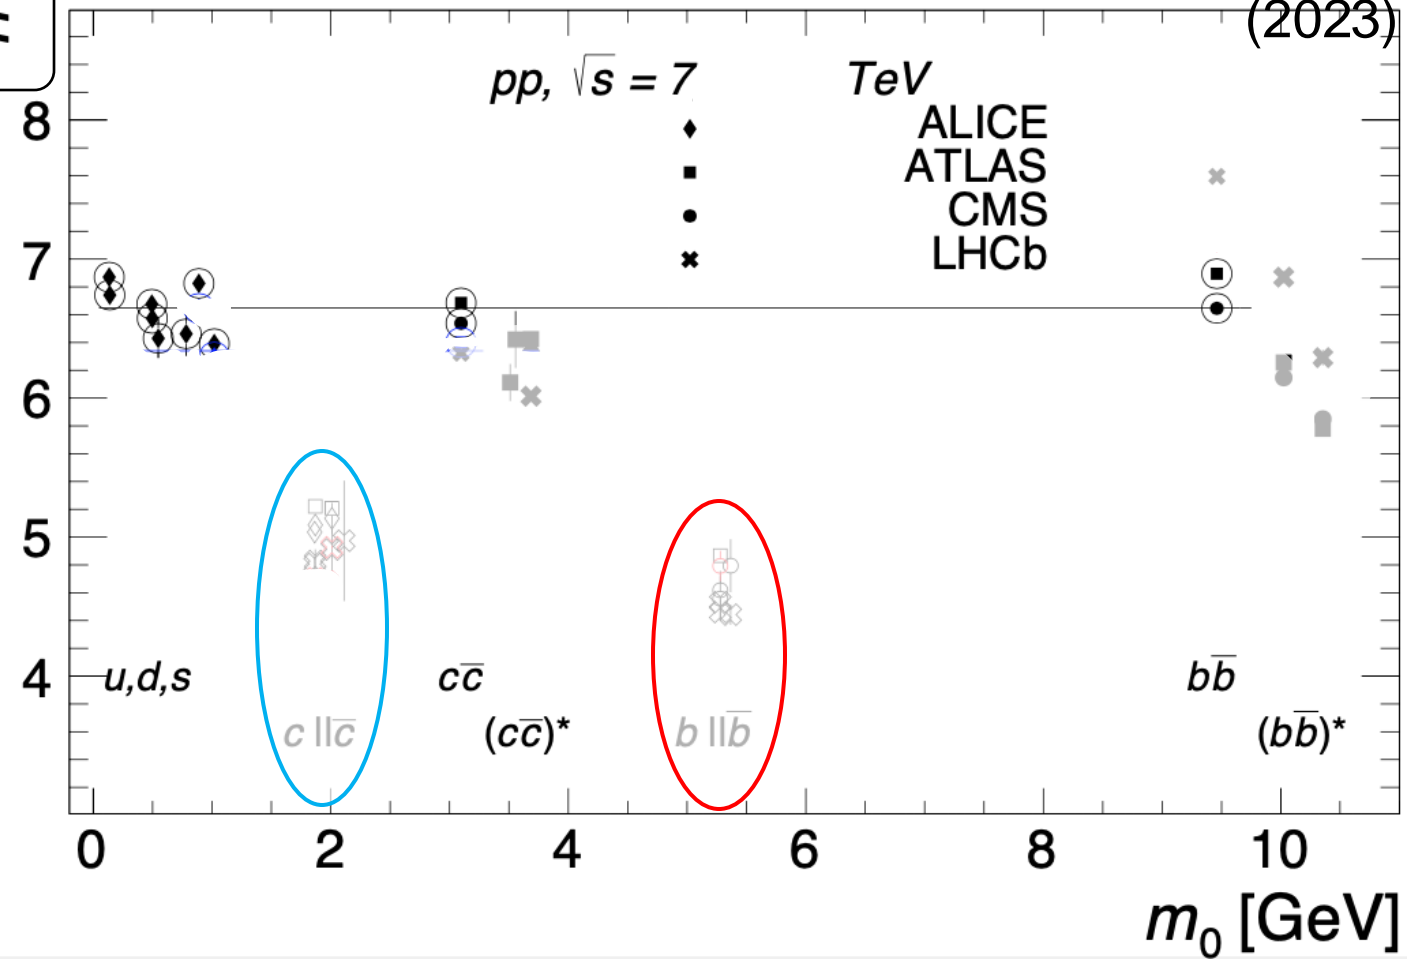 (2023)
pp, √s = 7 TeV
ALICE
ATLAS
CMS
LHCb
8
7
6
5
4
u,d,s
c||c̅
cc̅
(cc̅)*
b||b̅
bb̅
(bb̅)*
0 2 4 6 8 10
m₀ [GeV]